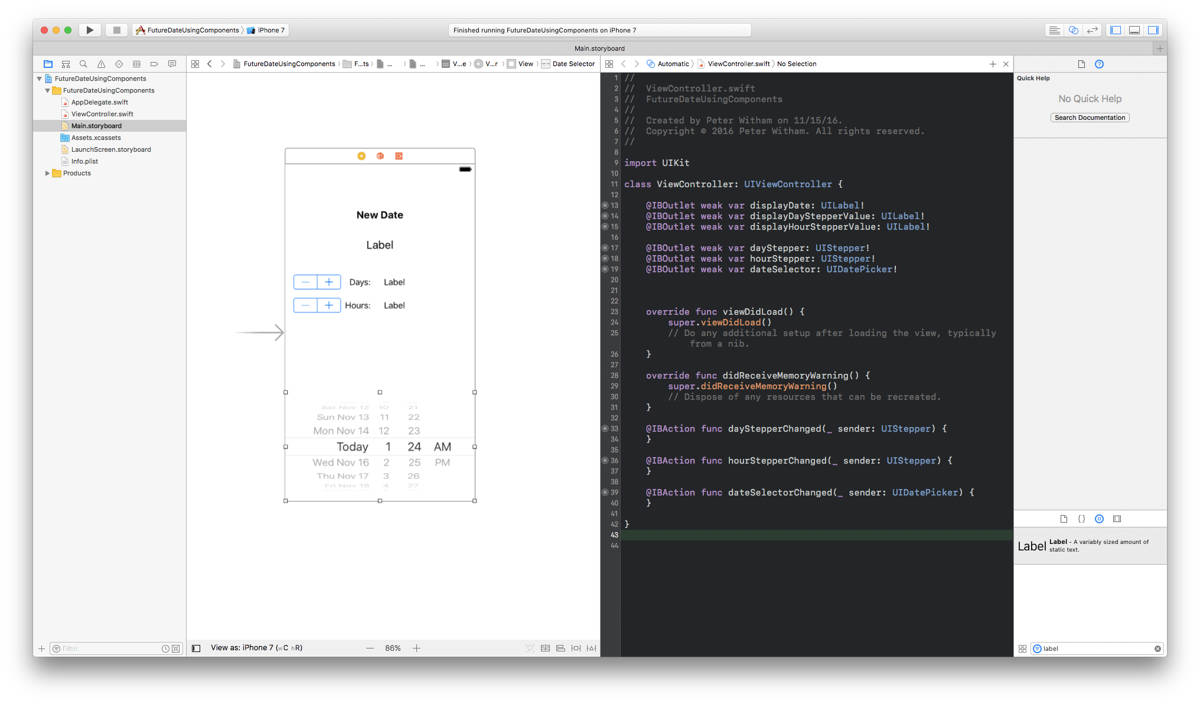 FutureDateUsingComponents
iPhone 7
Finished running FutureDateUsingComponents on iPhone 7
Main.storyboard
FutureDateUsingComponents
F...ts
...
...
V...e
V...r
View
Date Selector
Automatic
ViewController.swift
No Selection
FutureDateUsingComponents
FutureDateUsingComponents
AppDelegate.swift
ViewController.swift
Main.storyboard
Assets.xcassets
LaunchScreen.storyboard
Info.plist
Products
Filter
New Date
Label
Days: Label
Hours: Label
Sat Nov 12 10 21
Sun Nov 13 11 22
Mon Nov 14 12 23
Today 1 24 AM
Wed Nov 16 2 25 PM
Thu Nov 17 3 26
Fri Nov 18 4 27
View as: iPhone 7 (wC hR)
— 86% +
1 //
2 // ViewController.swift
3 // FutureDateUsingComponents
4 //
5 // Created by Peter Witham on 11/15/16.
6 // Copyright © 2016 Peter Witham. All rights reserved.
7 //
8
9 import UIKit
10
11 class ViewController: UIViewController {
12
13 @IBOutlet weak var displayDate: UILabel!
14 @IBOutlet weak var displayDayStepperValue: UILabel!
15 @IBOutlet weak var displayHourStepperValue: UILabel!
16
17 @IBOutlet weak var dayStepper: UIStepper!
18 @IBOutlet weak var hourStepper: UIStepper!
19 @IBOutlet weak var dateSelector: UIDatePicker!
20
21
22
23 override func viewDidLoad() {
24 super.viewDidLoad()
25 // Do any additional setup after loading the view, typically
from a nib.
26 }
27
28 override func didReceiveMemoryWarning() {
29 super.didReceiveMemoryWarning()
30 // Dispose of any resources that can be recreated.
31 }
32
33 @IBAction func dayStepperChanged(_ sender: UIStepper) {
34 }
35
36 @IBAction func hourStepperChanged(_ sender: UIStepper) {
37 }
38
39 @IBAction func dateSelectorChanged(_ sender: UIDatePicker) {
40 }
41
42 }
43
44
Quick Help
No Quick Help
Search Documentation
Label
Label - A variably sized amount of
static text.
label